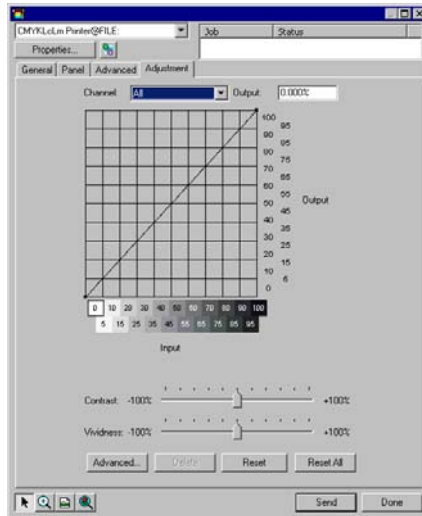 CMYKLcLm Printer@FILE:
Job Status
Properties...
General Panel Advanced Adjustment
Channel: All Output: 0.000%
100
95
90
85
80
75
70
65
60
55
50
45
40
35
30
25
20
15
10
5
0
Output
0 10 20 30 40 50 60 70 80 90 100
5 15 25 35 45 55 65 75 85 95
Input
Contrast: -100% +100%
Vividness: -100% +100%
Advanced... Delete Reset Reset All
Send Done